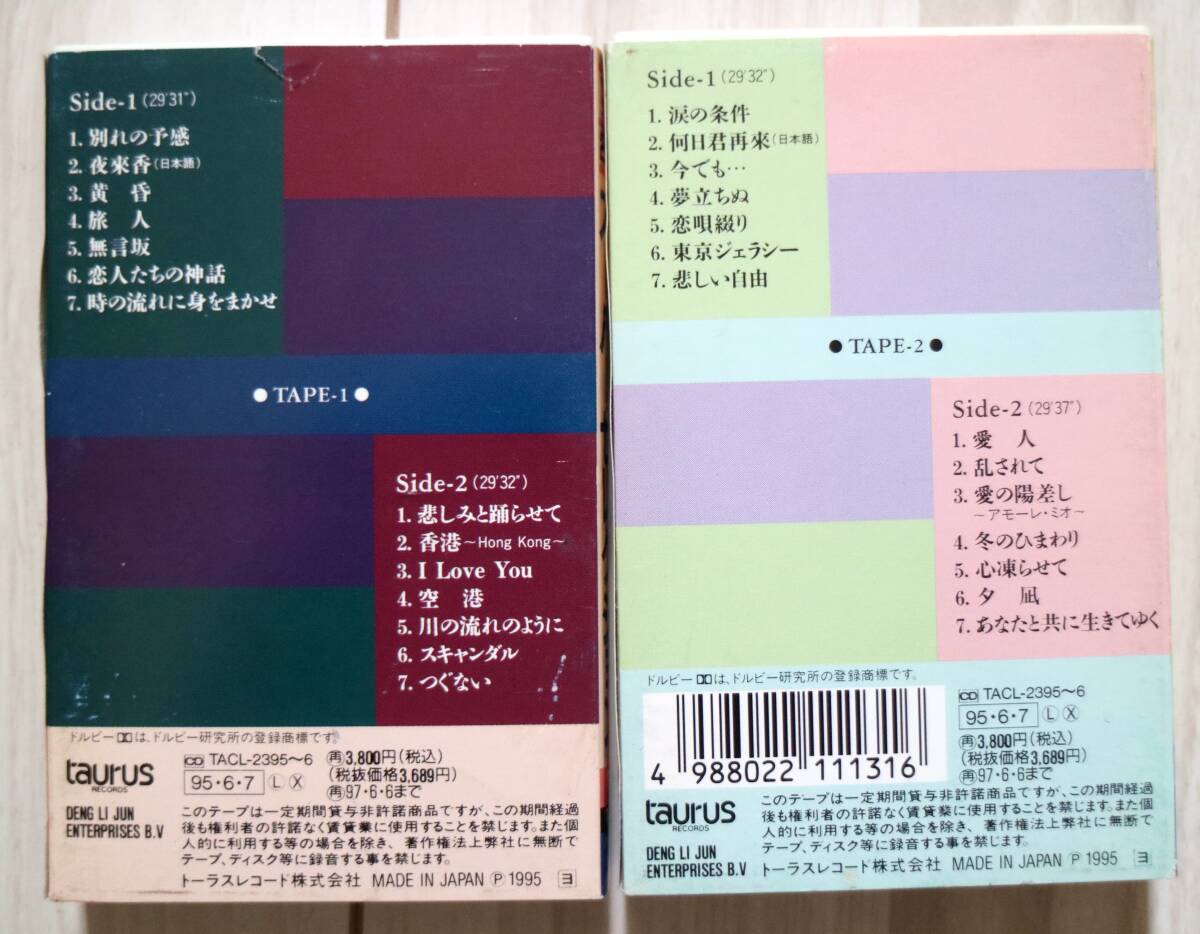 Side-1(29'31")
1. 別れの予感
2. 夜來香(日本語)
3. 黄 昏
4. 旅 人
5. 無言坂
6. 恋人たちの神話
7. 時の流れに身をまかせ
● TAPE-1 ●
Side-2(29'32")
1. 悲しみと踊らせて
2. 香港~Hong Kong~
3. I Love You
4. 空 港
5. 川の流れのように
6. スキャンダル
7. つぐない
ドルビー は、ドルビー研究所の登録商標です。
taurus
RECORDS
DENG LI JUN
ENTERPRISES B.V
CD TACL-2395〜6
95・6・7 L X
再3,800円(税込)
(税抜価格3,689円)
再97・6・6まで
このテープは一定期間貸与非許諾商品ですが、この期間経過
後も権利者の許諾なく賃貸業に使用することを禁じます。また個
人的に利用する等の場合を除き、著作権法上弊社に無断で
テープ、ディスク等に録音する事を禁じます。
トーラスレコード株式会社 MADE IN JAPAN Ⓟ 1995 ヨ
Side-1(29'32")
1. 涙の条件
2. 何日君再來(日本語)
3. 今でも…
4. 夢立ちぬ
5. 恋唄綴り
6. 東京ジェラシー
7. 悲しい自由
● TAPE-2 ●
Side-2(29'37")
1. 愛 人
2. 乱されて
3. 愛の陽差し
~アモーレ・ミオ~
4. 冬のひまわり
5. 心凍らせて
6. 夕 凪
7. あなたと共に生きてゆく
ドルビー は、ドルビー研究所の登録商標です。
4 988022 111316
CD TACL-2395〜6
95・6・7 L X
再3,800円(税込)
(税抜価格3,689円)
再97・6・6まで
taurus
RECORDS
DENG LI JUN
ENTERPRISES B.V
このテープは一定期間貸与非許諾商品ですが、この期間経過
後も権利者の許諾なく賃貸業に使用することを禁じます。また個
人的に利用する等の場合を除き、著作権法上弊社に無断で
テープ、ディスク等に録音する事を禁じます。
トーラスレコード株式会社 MADE IN JAPAN Ⓟ 1995 ヨ